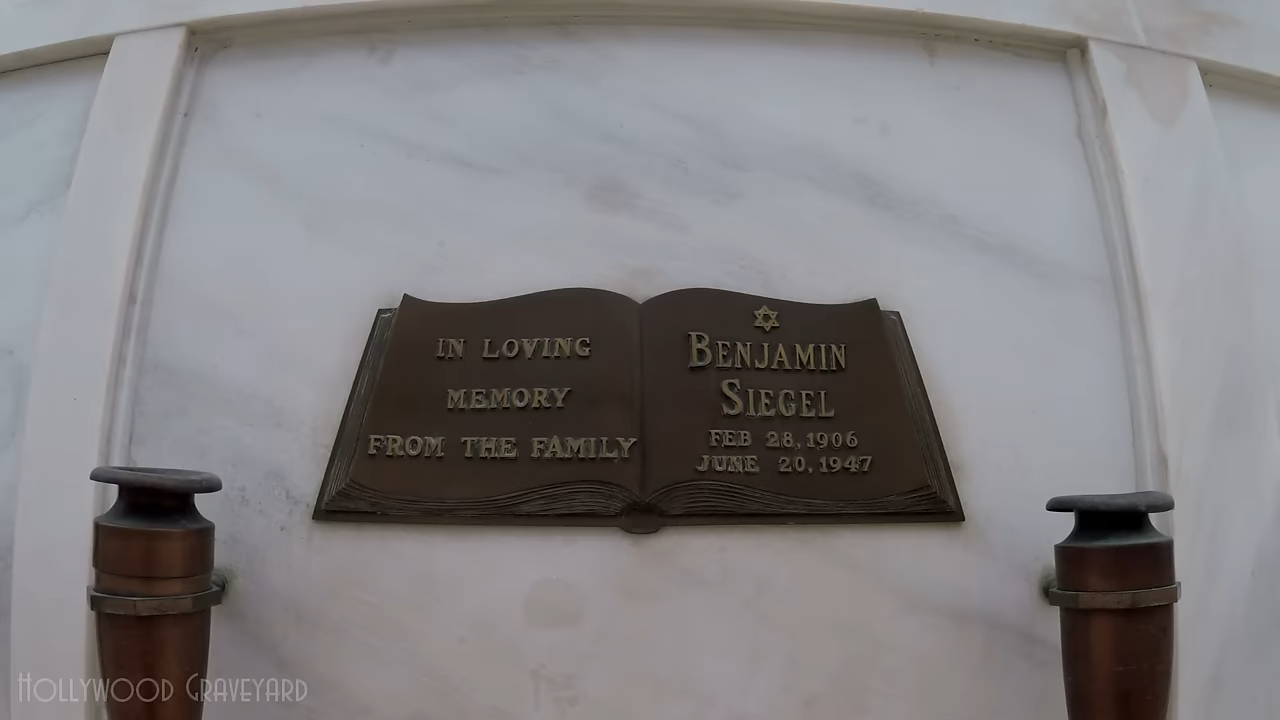 IN LOVING
MEMORY
FROM THE FAMILY
BENJAMIN
SIEGEL
FEB 28, 1906
JUNE 20, 1947
HOLLYWOOD GRAVEYARD